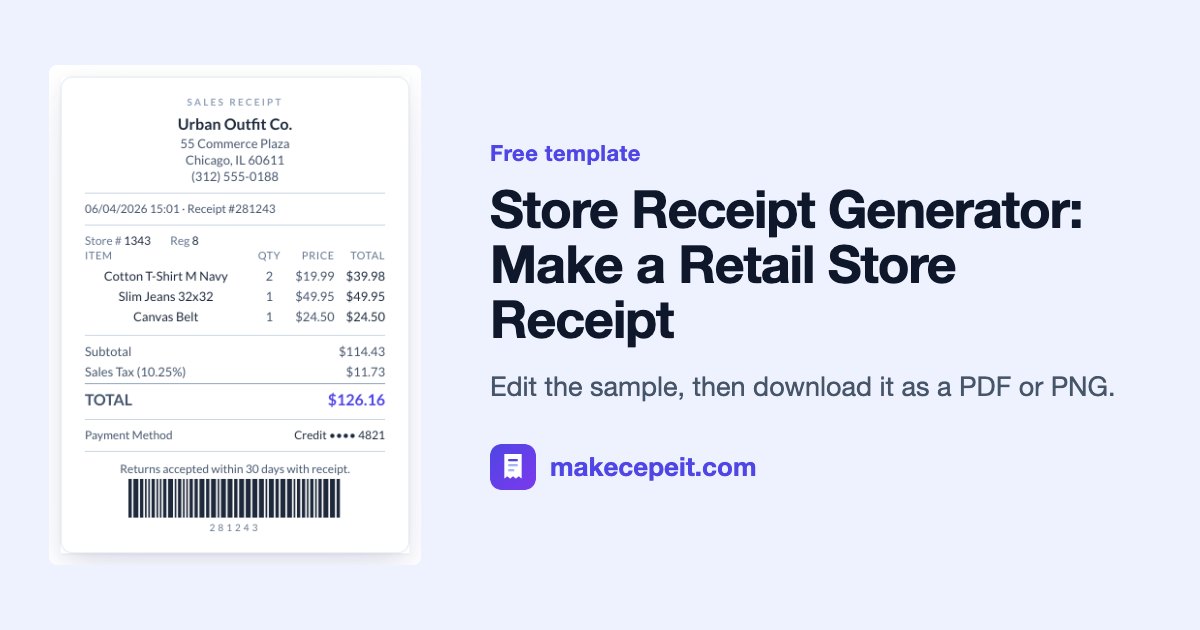 SALES RECEIPT
Urban Outfit Co.
55 Commerce Plaza
Chicago, IL 60611
(312) 555-0188
06/04/2026 15:01 · Receipt #281243
Store # 1343 Reg 8
ITEM QTY PRICE TOTAL
Cotton T-Shirt M Navy 2 $19.99 $39.98
Slim Jeans 32x32 1 $49.95 $49.95
Canvas Belt 1 $24.50 $24.50
Subtotal $114.43
Sales Tax (10.25%) $11.73
TOTAL $126.16
Payment Method Credit •••• 4821
Returns accepted within 30 days with receipt.
281243
Free template
Store Receipt Generator:
Make a Retail Store
Receipt
Edit the sample, then download it as a PDF or PNG.
makecepeit.com